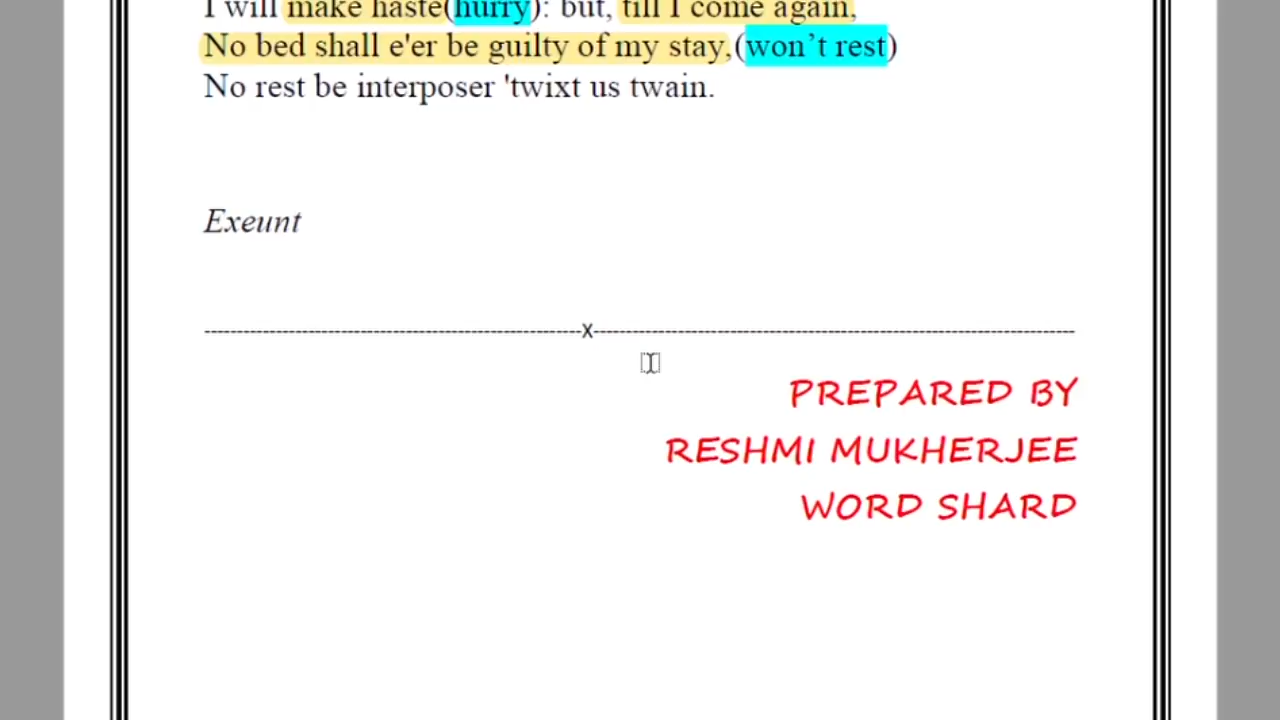 I will make haste(hurry): but, till I come again,
No bed shall e'er be guilty of my stay,(won’t rest)
No rest be interposer 'twixt us twain.
Exeunt
-----------------------------------------------------------X---------------------------------------------------------------------------
PREPARED BY
RESHMI MUKHERJEE
WORD SHARD